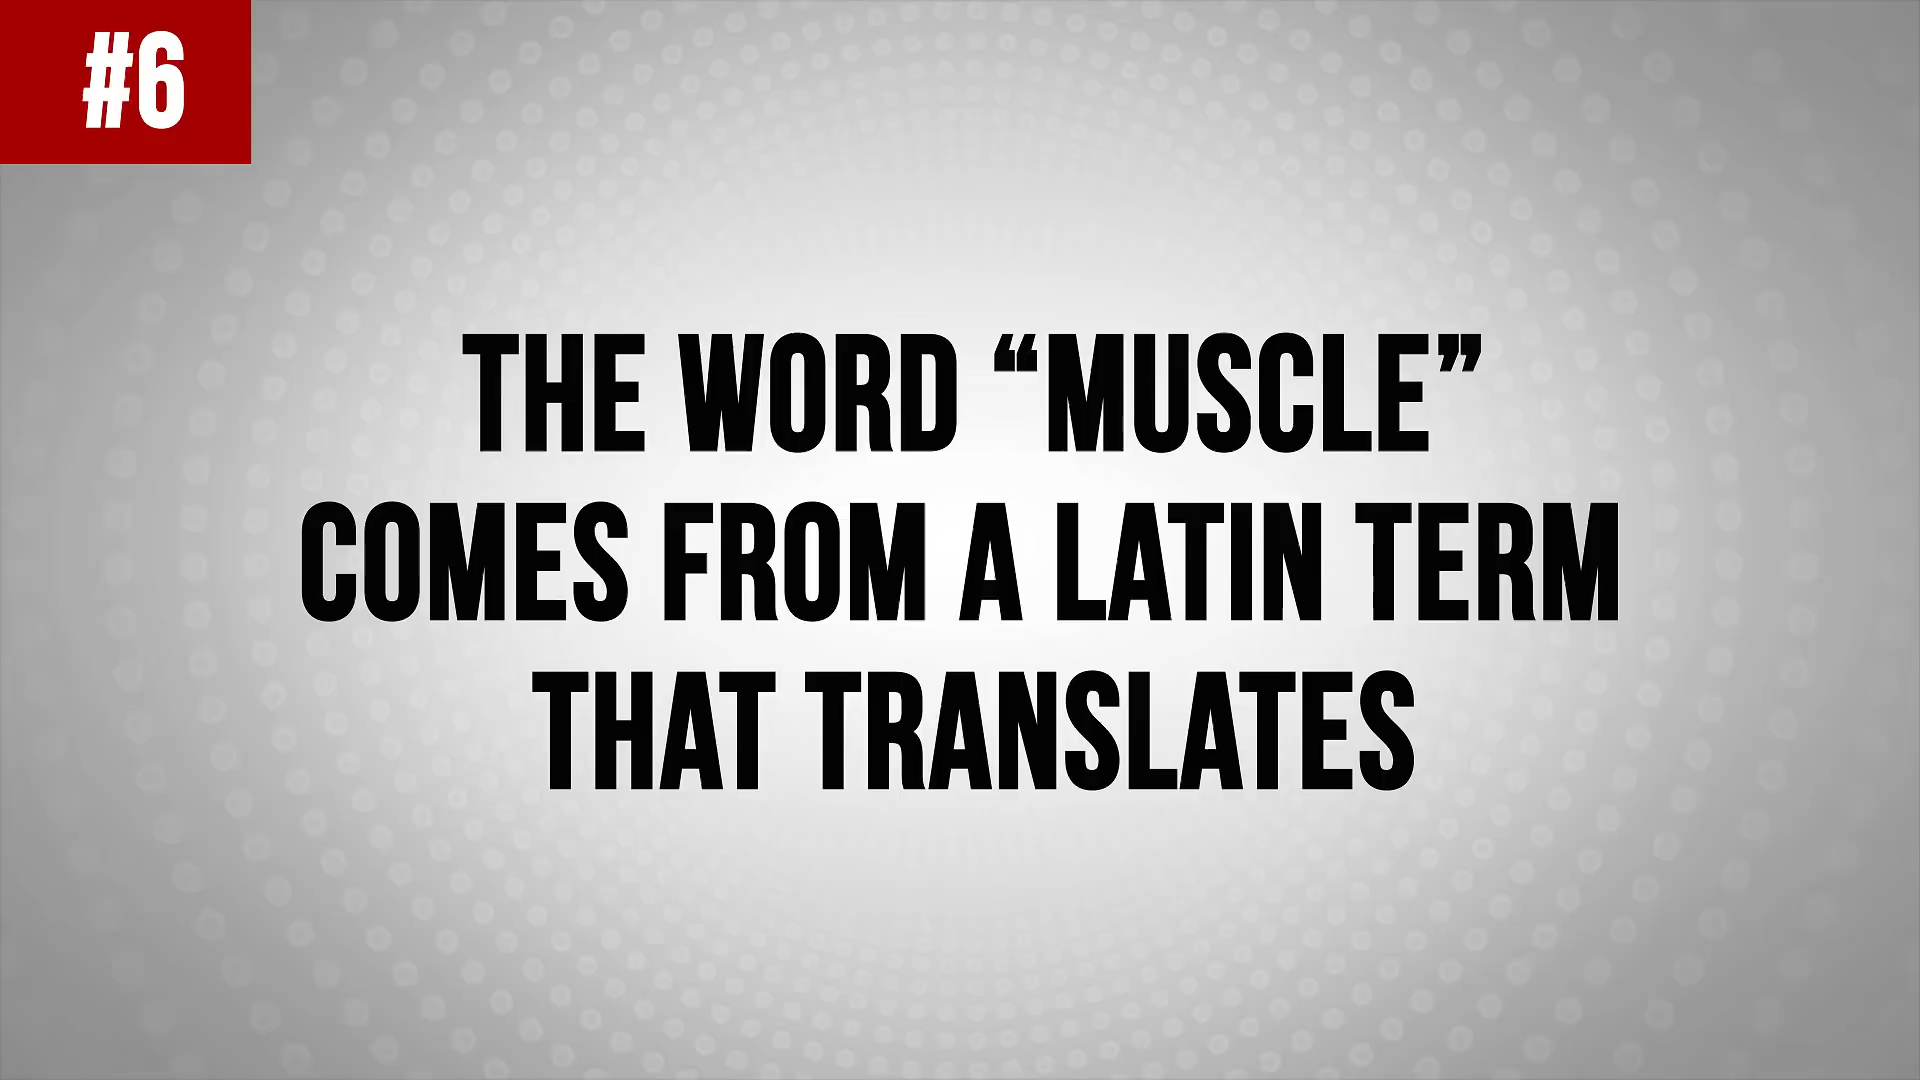 #6
THE WORD “MUSCLE”
COMES FROM A LATIN TERM
THAT TRANSLATES